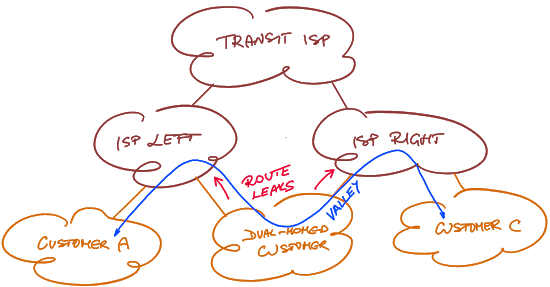 TRANSIT ISP
ISP LEFT
ISP RIGHT
ROUTE
LEAKS
VALLEY
CUSTOMER A
DUAL-HOMED
CUSTOMER
CUSTOMER C